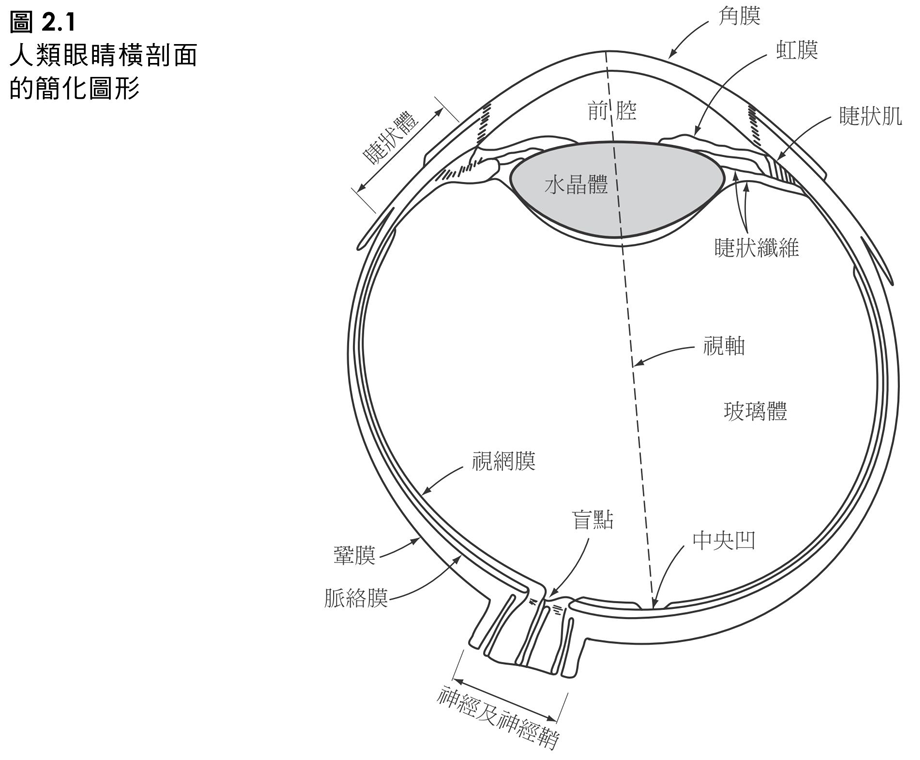 圖 2.1
人類眼睛橫剖面
的簡化圖形
角膜
虹膜
前腔
睫狀肌
睫狀體
水晶體
睫狀纖維
視軸
玻璃體
視網膜
盲點
中央凹
鞏膜
脈絡膜
神經及神經鞘